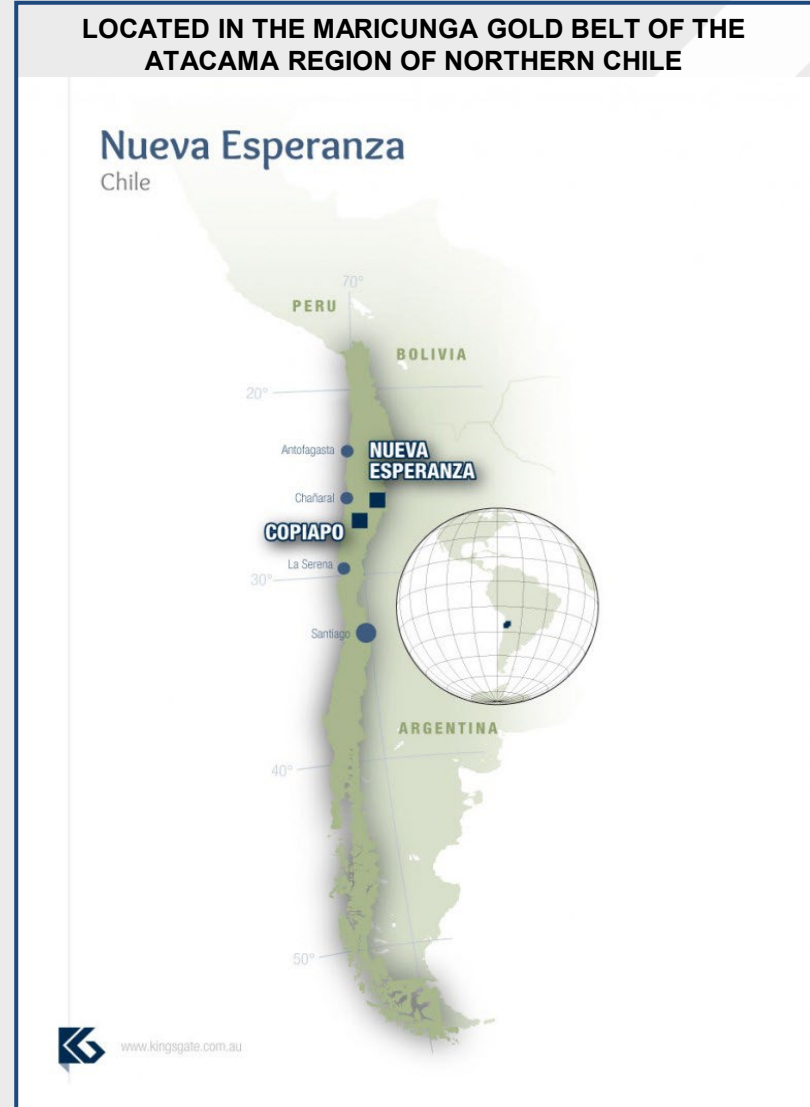 LOCATED IN THE MARICUNGA GOLD BELT OF THE
ATACAMA REGION OF NORTHERN CHILE
Nueva Esperanza
Chile
70°
PERU
BOLIVIA
20°
Antofagasta
NUEVA
ESPERANZA
Chañaral
COPIAPO
La Serena
30°
Santiago
ARGENTINA
40°
50°
KG
www.kingsgate.com.au